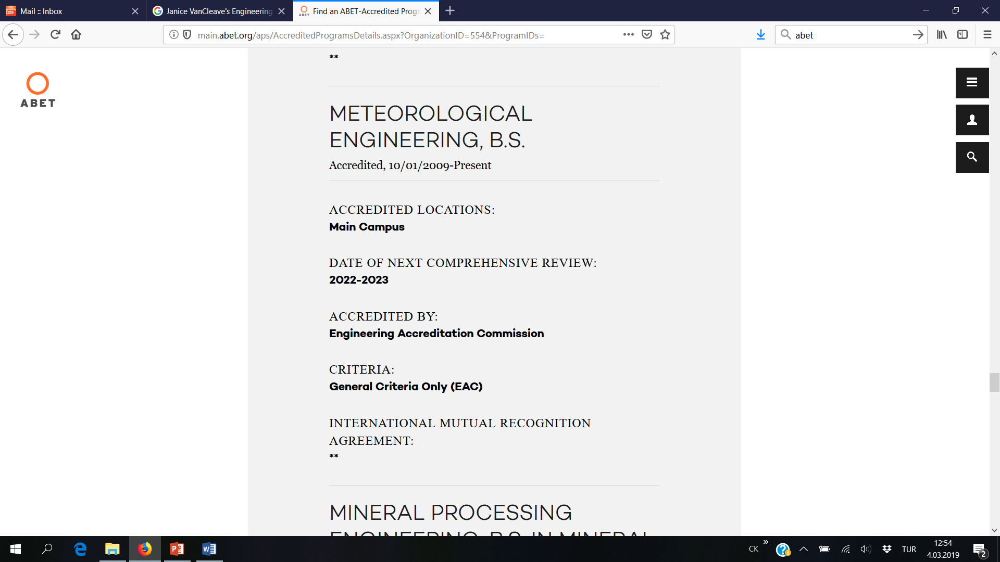 Mail :: Inbox
Janice VanCleave's Engineering
Find an ABET-Accredited Progr
main.abet.org/aps/AccreditedProgramsDetails.aspx?OrganizationID=554&ProgramIDs=
abet
ABET
**
METEOROLOGICAL
ENGINEERING, B.S.
Accredited, 10/01/2009-Present
ACCREDITED LOCATIONS:
Main Campus
DATE OF NEXT COMPREHENSIVE REVIEW:
2022-2023
ACCREDITED BY:
Engineering Accreditation Commission
CRITERIA:
General Criteria Only (EAC)
INTERNATIONAL MUTUAL RECOGNITION
AGREEMENT:
**
MINERAL PROCESSING
ENGINEERING, B.S. IN MINERAL
CK
TUR
12:54
4.03.2019
2